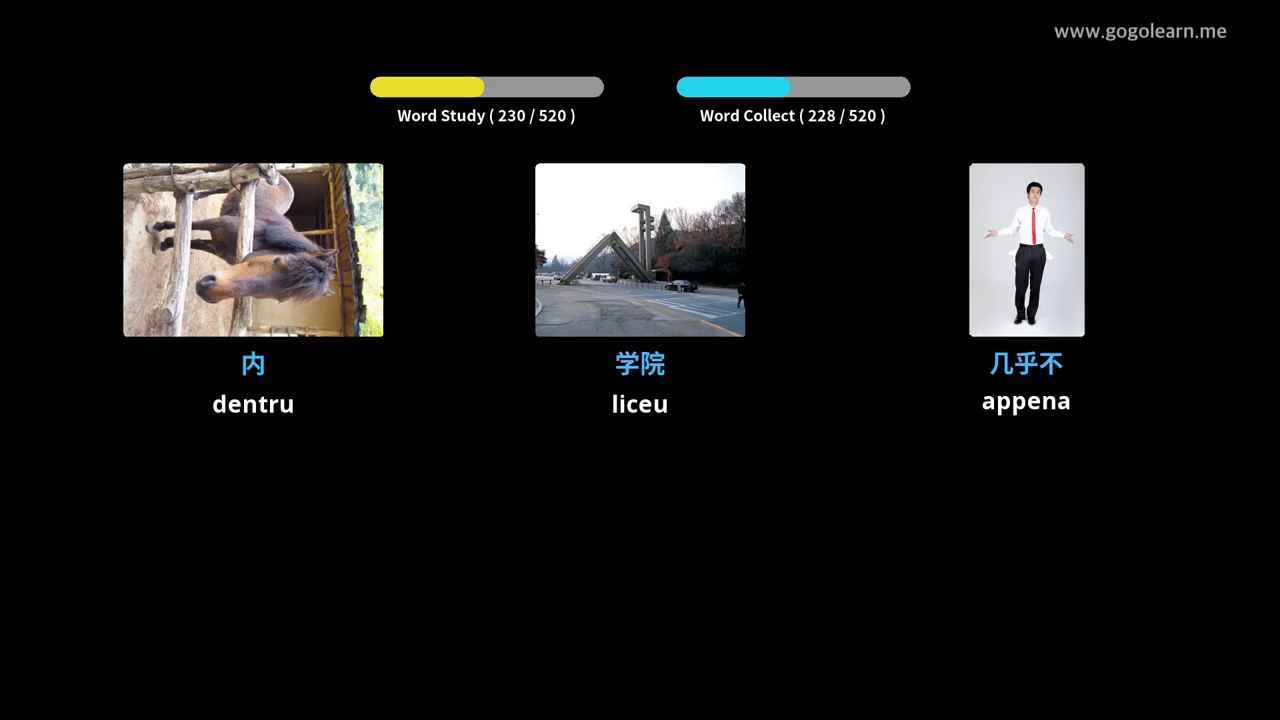 www.gogolearn.me
Word Study ( 230 / 520 )
Word Collect ( 228 / 520 )
内
dentru
学院
liceu
几乎不
appena